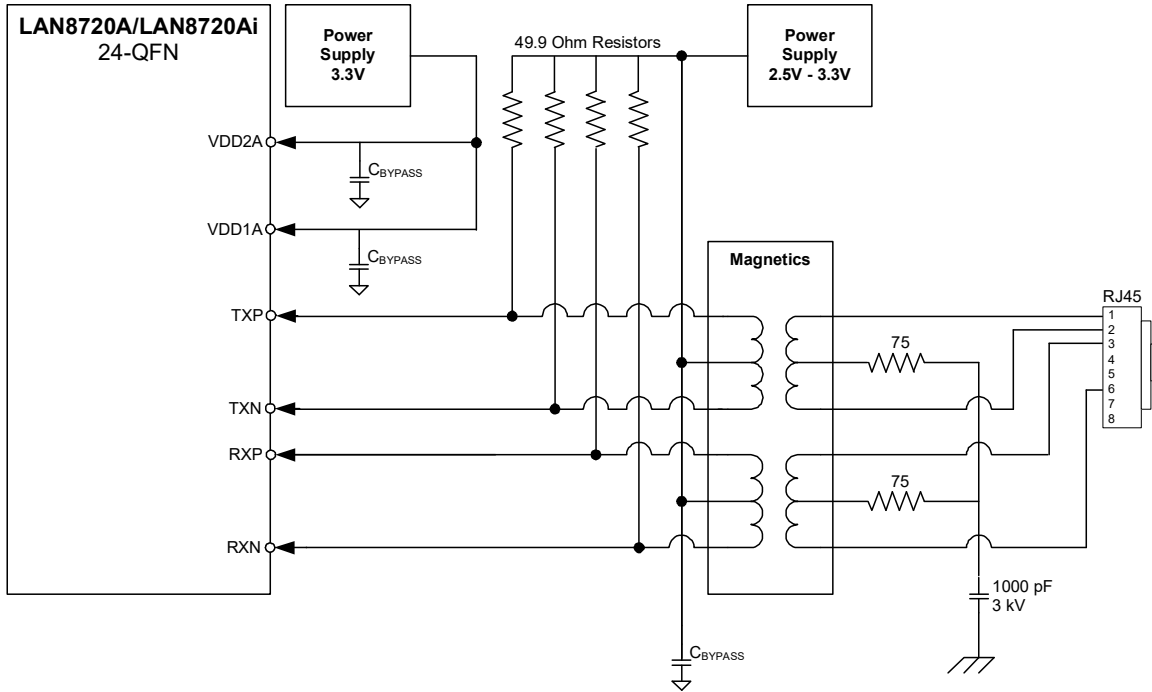 LAN8720A/LAN8720Ai
24-QFN
Power
Supply
3.3V
49.9 Ohm Resistors
Power
Supply
2.5V - 3.3V
VDD2A
CBYPASS
VDD1A
CBYPASS
Magnetics
TXP
RJ45
1
2
3
4
5
6
7
8
75
TXN
RXP
75
RXN
1000 pF
3 kV
CBYPASS